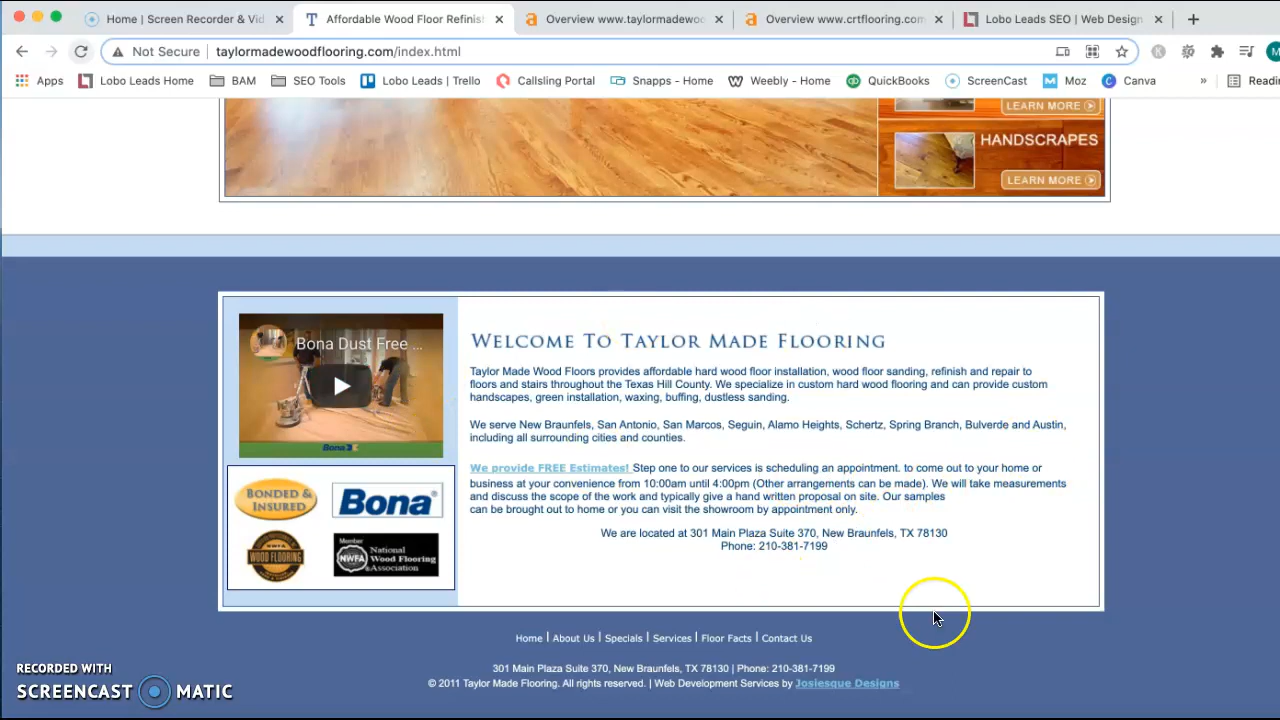 Home | Screen Recorder & Vid
Affordable Wood Floor Refinish
Overview www.taylormadewoo
Overview www.crtflooring.com
Lobo Leads SEO | Web Design
Not Secure
taylormadewoodflooring.com/index.html
Apps
Lobo Leads Home
BAM
SEO Tools
Lobo Leads | Trello
Callsling Portal
Snapps - Home
Weebly - Home
QuickBooks
ScreenCast
Moz
Canva
»
Readin
LEARN MORE
HANDSCRAPES
LEARN MORE
Bona Dust Free ...
Bona
WELCOME TO TAYLOR MADE FLOORING
Taylor Made Wood Floors provides affordable hard wood floor installation, wood floor sanding, refinish and repair to
floors and stairs throughout the Texas Hill County. We specialize in custom hard wood flooring and can provide custom
handscapes, green installation, waxing, buffing, dustless sanding.
We serve New Braunfels, San Antonio, San Marcos, Seguin, Alamo Heights, Schertz, Spring Branch, Bulverde and Austin,
including all surrounding cities and counties.
We provide FREE Estimates! Step one to our services is scheduling an appointment. to come out to your home or
business at your convenience from 10:00am until 4:00pm (Other arrangements can be made). We will take measurements
and discuss the scope of the work and typically give a hand written proposal on site. Our samples
can be brought out to home or you can visit the showroom by appointment only.
We are located at 301 Main Plaza Suite 370, New Braunfels, TX 78130
Phone: 210-381-7199
BONDED &
INSURED
Bona®
NWFA
WOOD FLOORING
Member
NWFA
National
Wood Flooring
Association
Home | About Us | Specials | Services | Floor Facts | Contact Us
301 Main Plaza Suite 370, New Braunfels, TX 78130 | Phone: 210-381-7199
© 2011 Taylor Made Flooring. All rights reserved. | Web Development Services by Josiesque Designs
RECORDED WITH
SCREENCAST MATIC